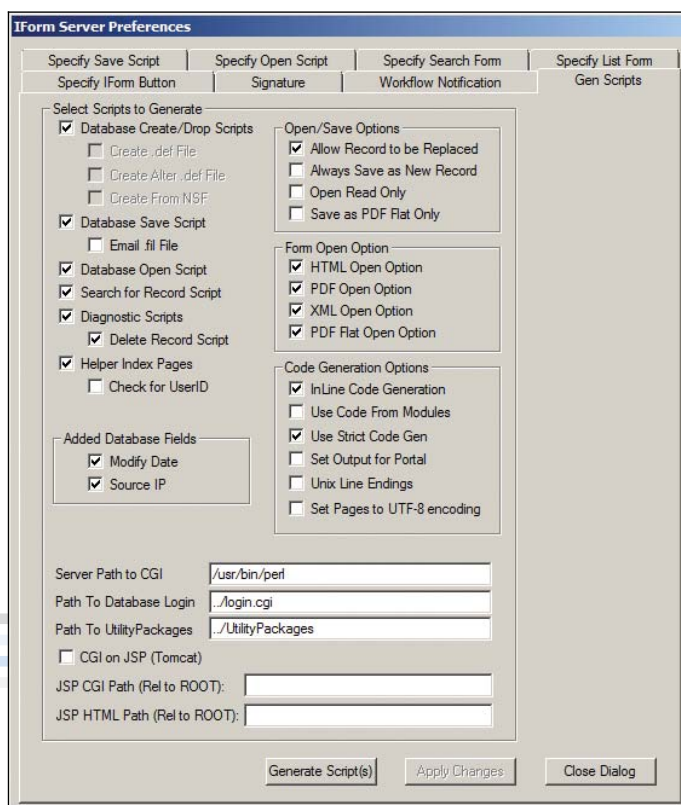 IForm Server Preferences
Specify Save Script
Specify Open Script
Specify Search Form
Specify List Form
Specify IForm Button
Signature
Workflow Notification
Gen Scripts
Select Scripts to Generate
Database Create/Drop Scripts
Create .def File
Create Alter .def File
Create From NSF
Database Save Script
Email .fil File
Database Open Script
Search for Record Script
Diagnostic Scripts
Delete Record Script
Helper Index Pages
Check for UserID
Added Database Fields
Modify Date
Source IP
Open/Save Options
Allow Record to be Replaced
Always Save as New Record
Open Read Only
Save as PDF Flat Only
Form Open Option
HTML Open Option
PDF Open Option
XML Open Option
PDF Flat Open Option
Code Generation Options
InLine Code Generation
Use Code From Modules
Use Strict Code Gen
Set Output for Portal
Unix Line Endings
Set Pages to UTF-8 encoding
Server Path to CGI /usr/bin/perl
Path To Database Login ../login.cgi
Path To UtilityPackages ../UtilityPackages
CGI on JSP (Tomcat)
JSP CGI Path (Rel to ROOT):
JSP HTML Path (Rel to ROOT):
Generate Script(s)
Apply Changes
Close Dialog